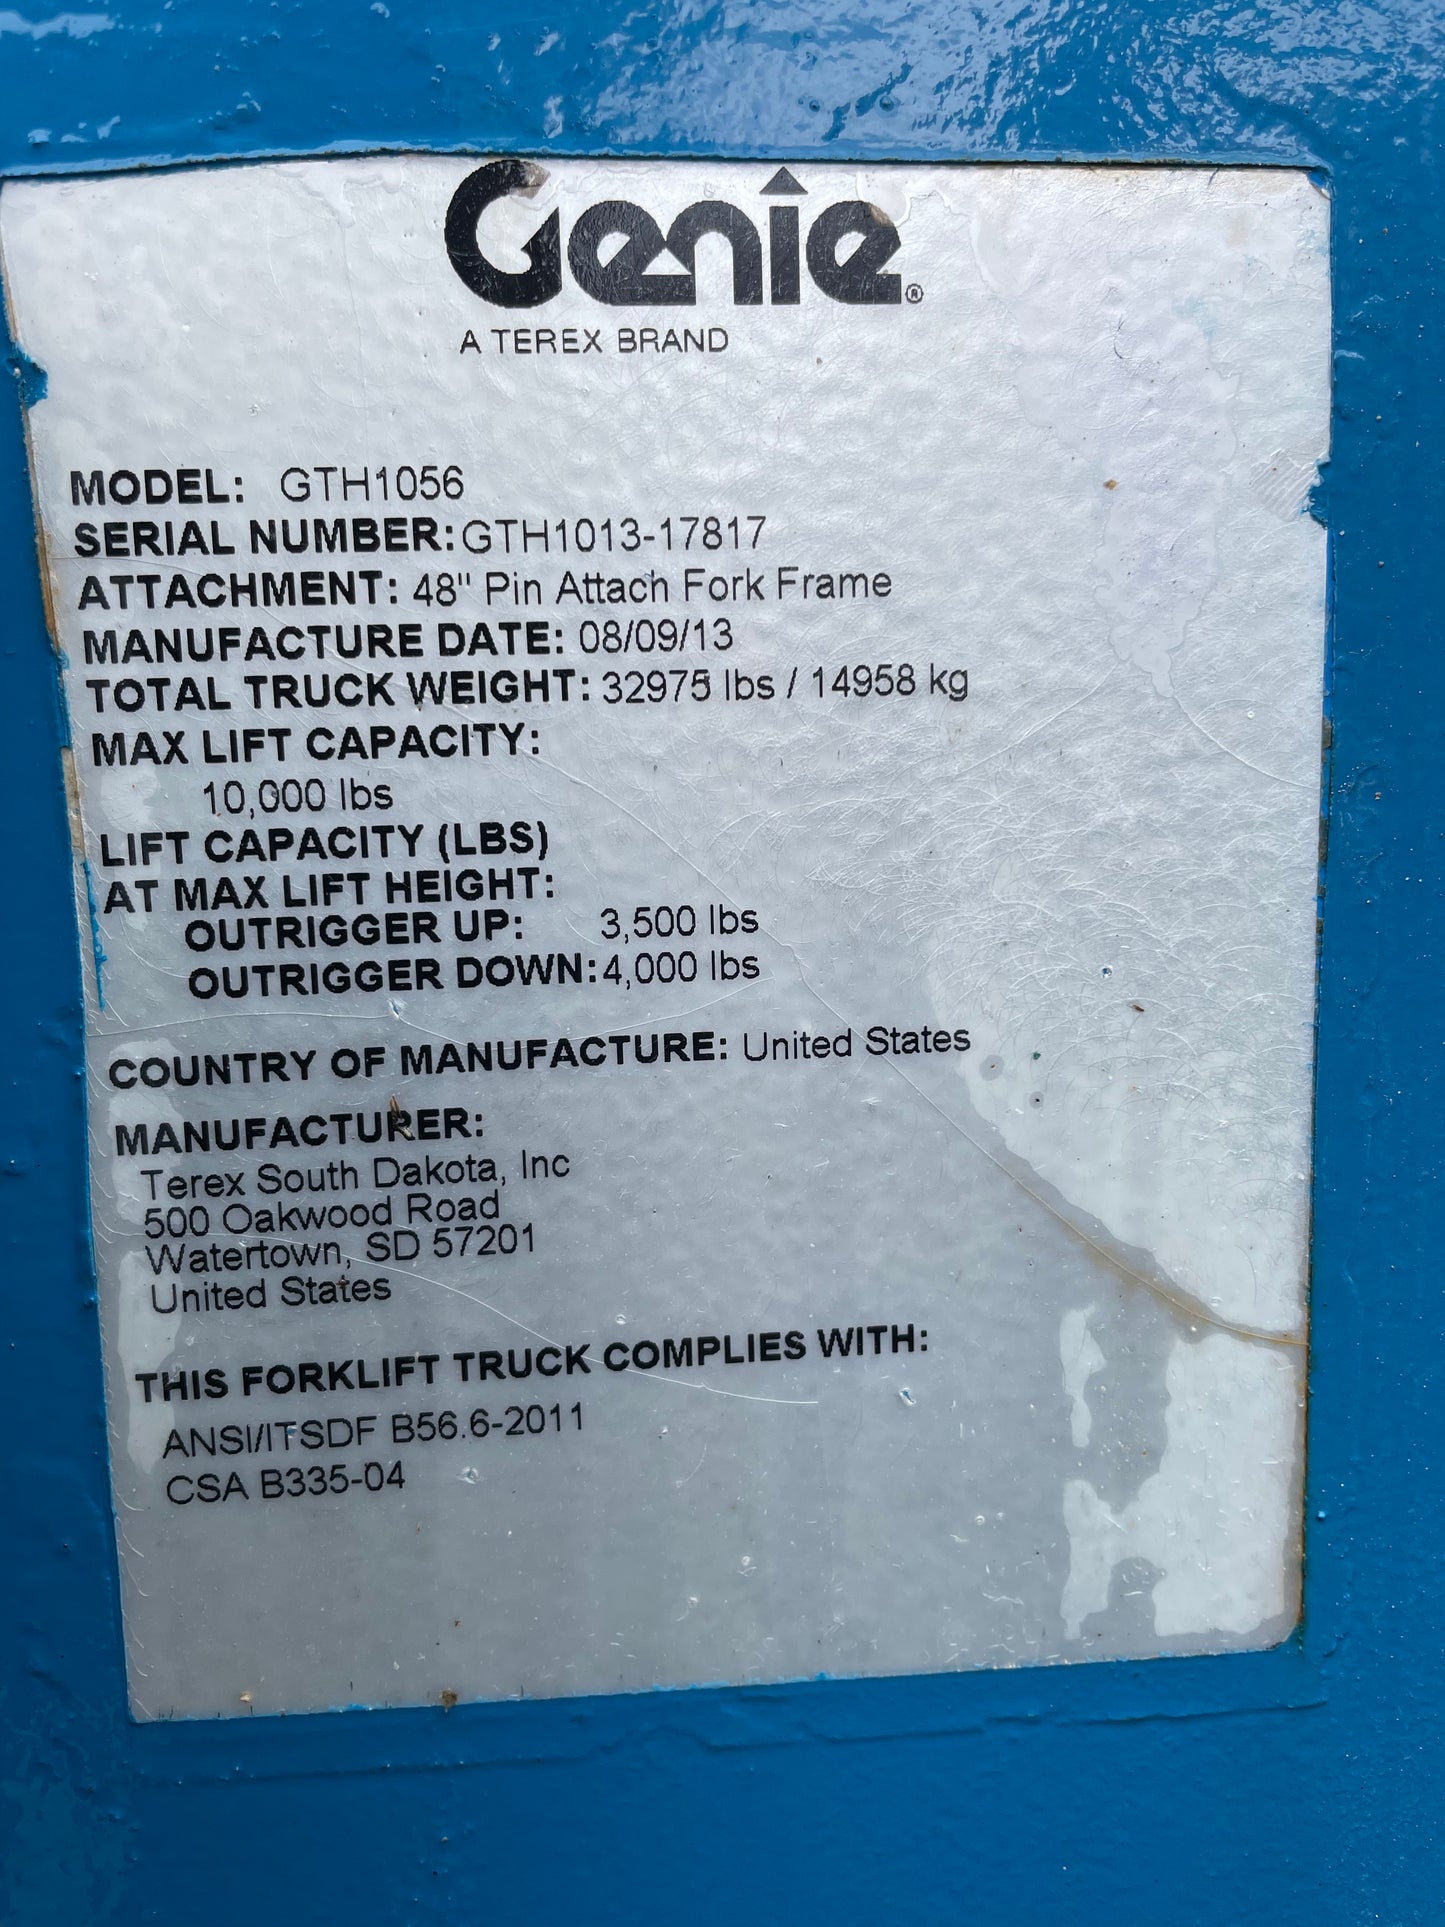 Genie®
A TEREX BRAND
MODEL: GTH1056
SERIAL NUMBER:GTH1013-17817
ATTACHMENT: 48" Pin Attach Fork Frame
MANUFACTURE DATE: 08/09/13
TOTAL TRUCK WEIGHT: 32975 lbs / 14958 kg
MAX LIFT CAPACITY:
10,000 lbs
LIFT CAPACITY (LBS)
AT MAX LIFT HEIGHT:
OUTRIGGER UP: 3,500 lbs
OUTRIGGER DOWN:4,000 lbs
COUNTRY OF MANUFACTURE: United States
MANUFACTURER:
Terex South Dakota, Inc
500 Oakwood Road
Watertown, SD 57201
United States
THIS FORKLIFT TRUCK COMPLIES WITH:
ANSI/ITSDF B56.6-2011
CSA B335-04